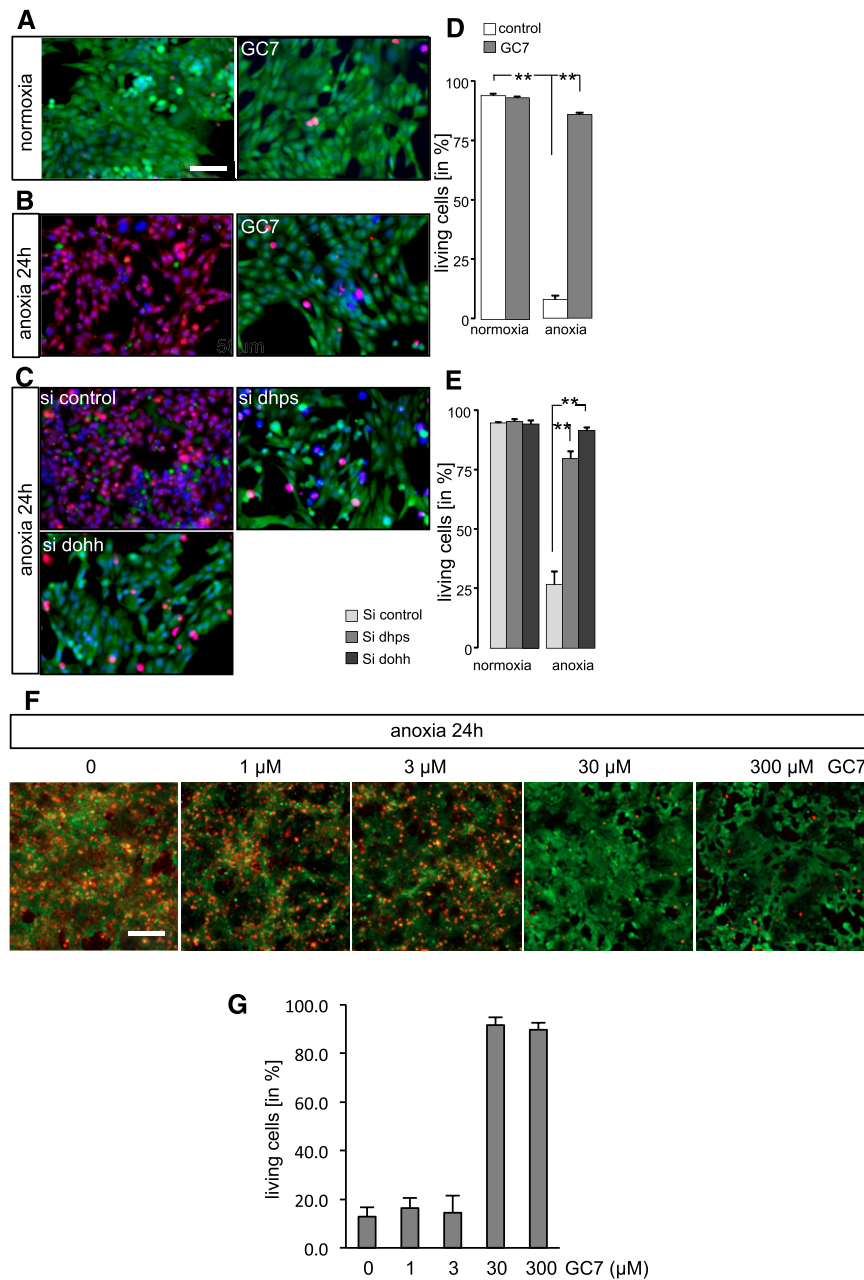 A
normoxia
GC7
B
anoxia 24h
GC7
C
anoxia 24h
si control
si dhps
si dohh
Si control
Si dhps
Si dohh
D
control
GC7
living cells [in %]
100
75
50
25
0
**
**
normoxia
anoxia
E
living cells [in %]
100
75
50
25
0
**
**
normoxia
anoxia
F
anoxia 24h
0
1 µM
3 µM
30 µM
300 µM GC7
G
living cells [in %]
100.0
80.0
60.0
40.0
20.0
0.0
0 1 3 30 300 GC7 (µM)